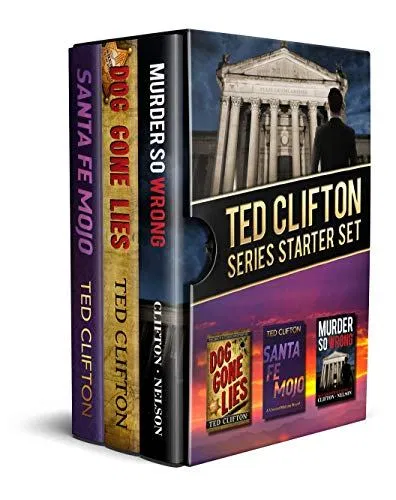 SANTA FE MOJO
TED CLIFTON
DOG GONE LIES
TED CLIFTON
MURDER SO WRONG
CLIFTON · NELSON
TED CLIFTON
SERIES STARTER SET
DOG
GONE
LIES
TED CLIFTON
TED CLIFTON
SANTA
FE
MOJO
MURDER
SO WRONG
CLIFTON · NELSON